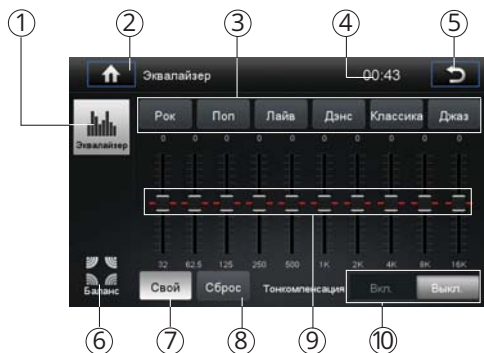 ① ② ③ ④ ⑤
Эквалайзер 00:43
Рок Поп Лайв Дэнс Классика Джаз
Эквалайзер
0 0 0 0 0 0 0 0 0 0
32 62.5 125 250 500 1K 2K 4K 8K 16K
Баланс Свой Сброс Тонкомпенсация Вкл. Выкл.
⑥ ⑦ ⑧ ⑨ ⑩